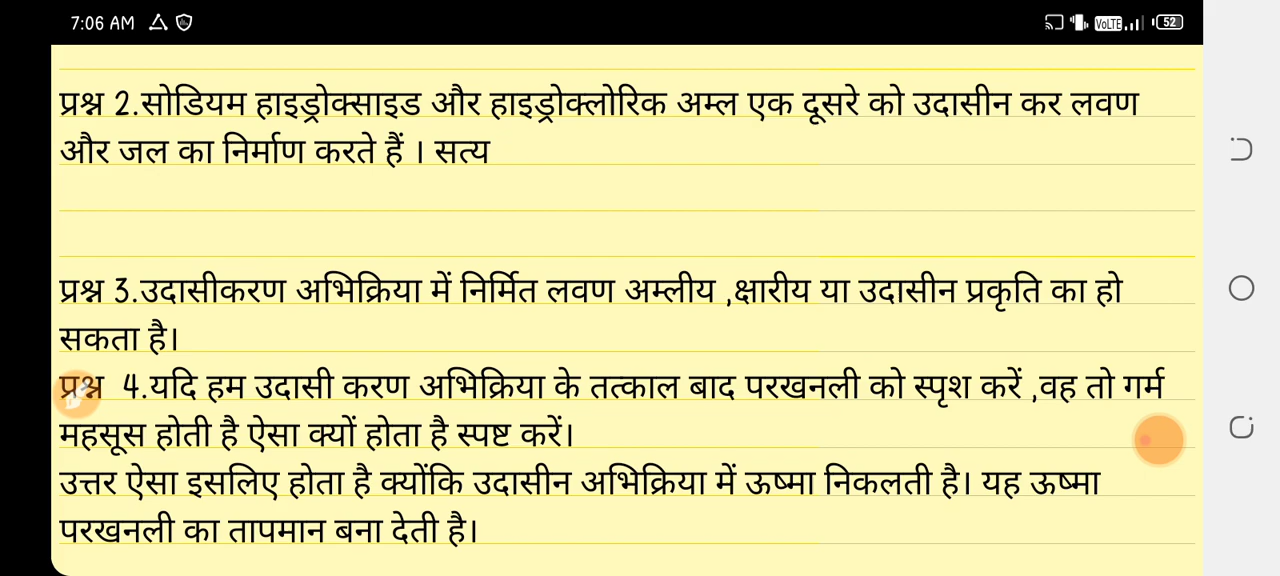 7:06 AM VoLTE 52
प्रश्न 2.सोडियम हाइड्रोक्साइड और हाइड्रोक्लोरिक अम्ल एक दूसरे को उदासीन कर लवण
और जल का निर्माण करते हैं । सत्य
प्रश्न 3.उदासीकरण अभिक्रिया में निर्मित लवण अम्लीय ,क्षारीय या उदासीन प्रकृति का हो
सकता है।
प्रश्न 4.यदि हम उदासी करण अभिक्रिया के तत्काल बाद परखनली को स्पृश करें ,वह तो गर्म
महसूस होती है ऐसा क्यों होता है स्पष्ट करें।
उत्तर ऐसा इसलिए होता है क्योंकि उदासीन अभिक्रिया में ऊष्मा निकलती है। यह ऊष्मा
परखनली का तापमान बना देती है।